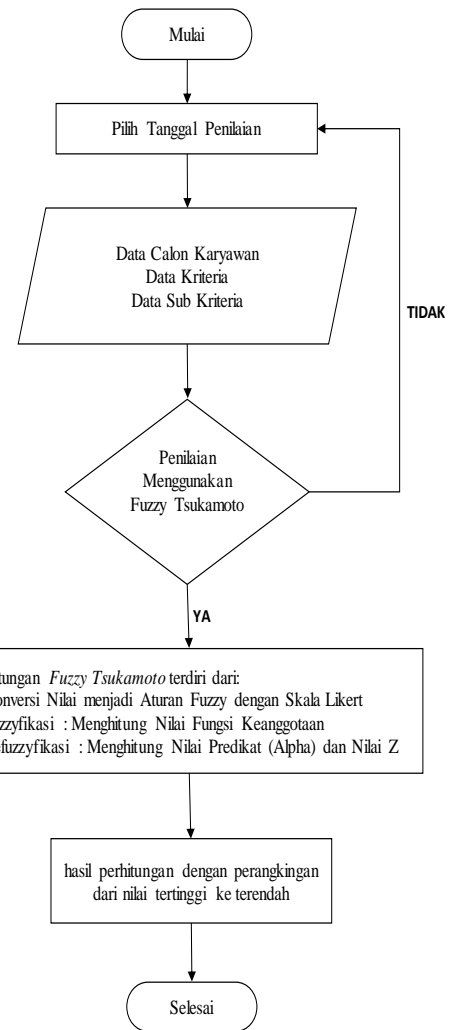 Mulai
Pilih Tanggal Penilaian
Data Calon Karyawan
Data Kriteria
Data Sub Kriteria
TIDAK
Penilaian
Menggunakan
Fuzzy Tsukamoto
YA
Fuzzy Tsukamoto terdiri dari:
Nilai menjadi Aturan Fuzzy dengan Skala Likert
: Menghitung Nilai Fungsi Keanggotaan
: Menghitung Nilai Predikat (Alpha) dan Nilai Z
hasil perhitungan dengan perangkingan
dari nilai tertinggi ke terendah
Selesai